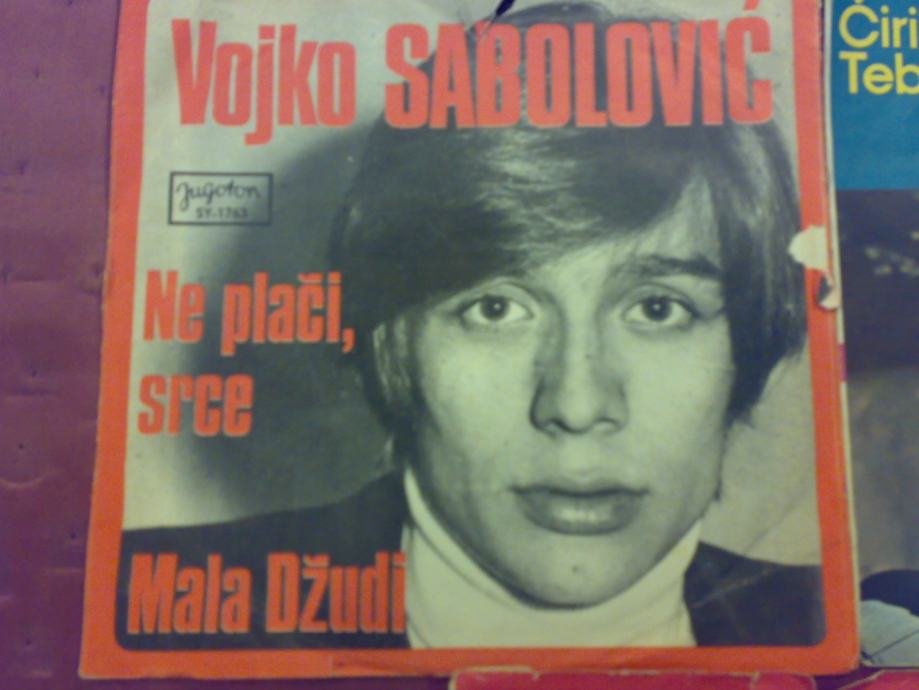 Vojko SABOLOVIĆ
Jugoton
SY-1763
Ne plači,
srce
Mala Džudi
Čiri
Teb